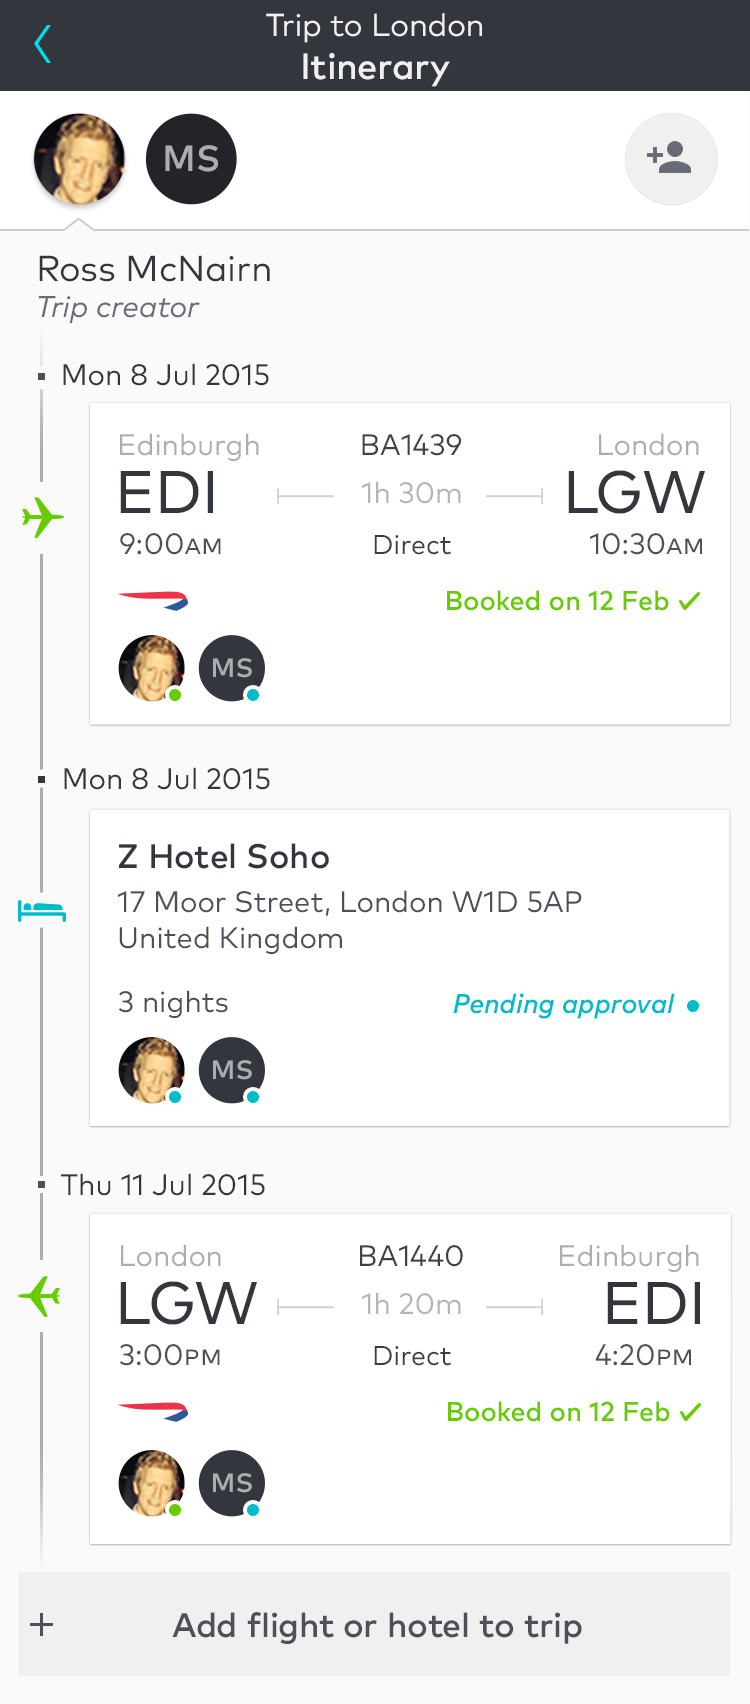 Trip to London
Itinerary
MS
Ross McNairn
Trip creator
Mon 8 Jul 2015
Edinburgh BA1439 London
EDI 1h 30m LGW
9:00AM Direct 10:30AM
Booked on 12 Feb ✓
MS
Mon 8 Jul 2015
Z Hotel Soho
17 Moor Street, London W1D 5AP
United Kingdom
3 nights Pending approval
MS
Thu 11 Jul 2015
London BA1440 Edinburgh
LGW 1h 20m EDI
3:00PM Direct 4:20PM
Booked on 12 Feb ✓
MS
+ Add flight or hotel to trip